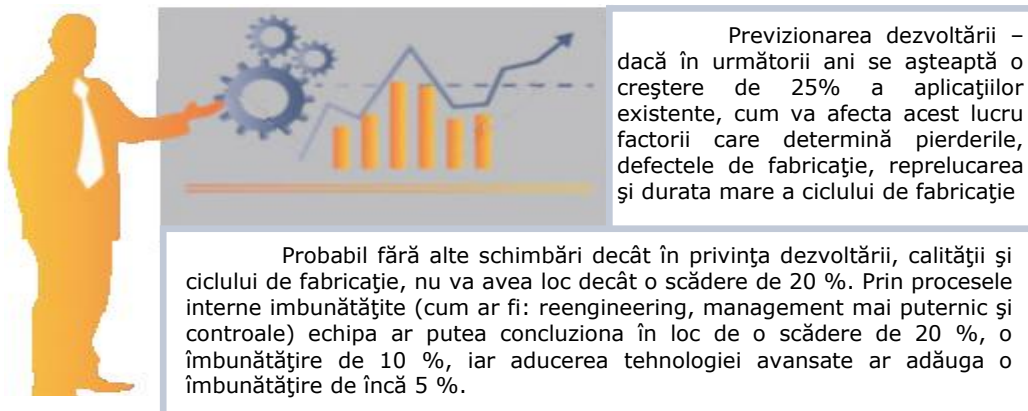 Previzionarea dezvoltării –
dacă în următorii ani se aşteaptă o
creştere de 25% a aplicaţiilor
existente, cum va afecta acest lucru
factorii care determină pierderile,
defectele de fabricaţie, reprelucarea
şi durata mare a ciclului de fabricaţie
Probabil fără alte schimbări decât în privinţa dezvoltării, calităţii şi
ciclului de fabricaţie, nu va avea loc decât o scădere de 20 %. Prin procesele
interne imbunătăţite (cum ar fi: reengineering, management mai puternic şi
controale) echipa ar putea concluziona în loc de o scădere de 20 %, o
îmbunătăţire de 10 %, iar aducerea tehnologiei avansate ar adăuga o
îmbunătăţire de încă 5 %.